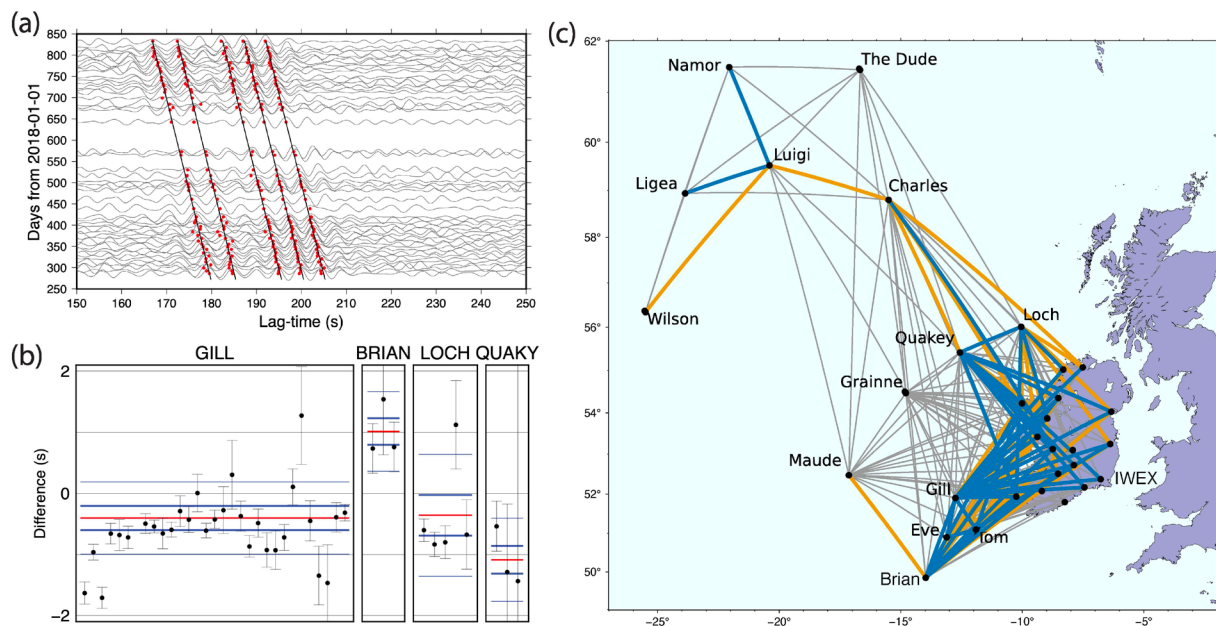 (a)
850
800
750
700
650
600
550
500
450
400
350
300
250
Days from 2018-01-01
150 160 170 180 190 200 210 220 230 240 250
Lag-time (s)
(b)
GILL BRIAN LOCH QUAKY
2
0
−2
Difference (s)
(c)
62°
60°
58°
56°
54°
52°
50°
Namor
The Dude
Luigi
Ligea
Charles
Wilson
Loch
Quakey
Grainne
Maude
Gill
IWEX
Eve
Tom
Brian
−25° −20° −15° −10° −5°